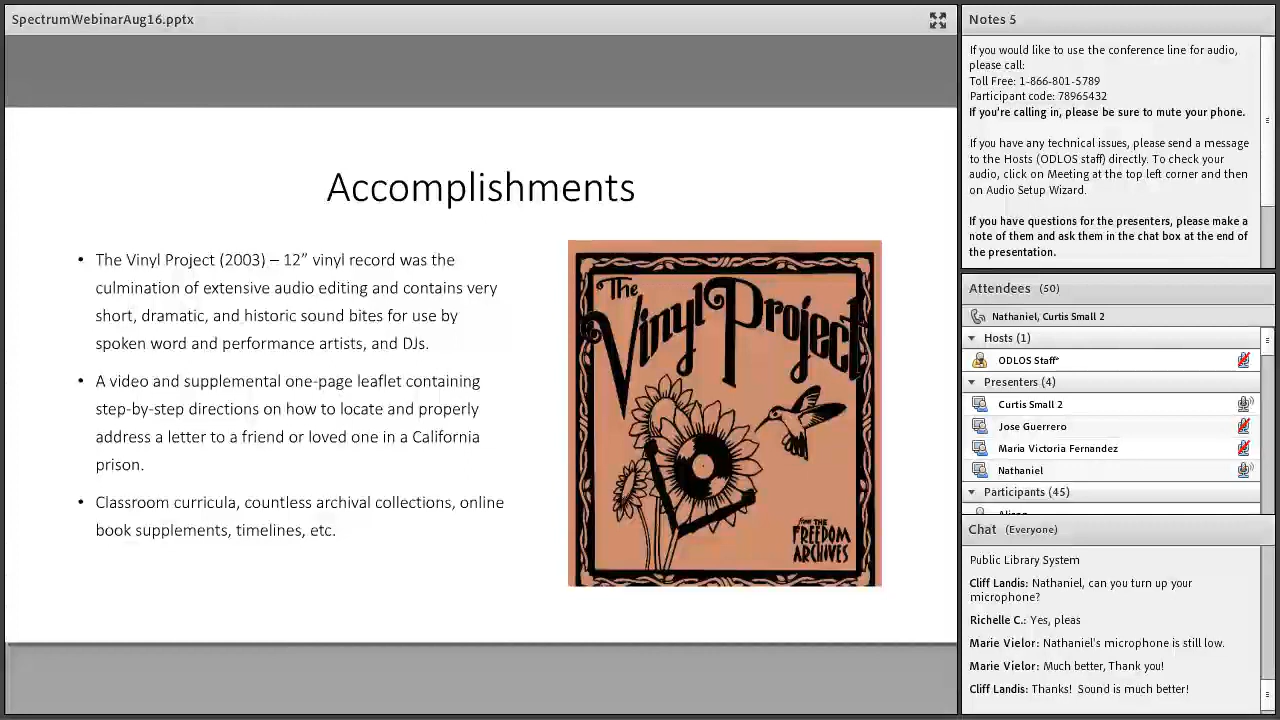 SpectrumWebinarAug16.pptx
Accomplishments
• The Vinyl Project (2003) – 12” vinyl record was the
culmination of extensive audio editing and contains very
short, dramatic, and historic sound bites for use by
spoken word and performance artists, and DJs.
• A video and supplemental one-page leaflet containing
step-by-step directions on how to locate and properly
address a letter to a friend or loved one in a California
prison.
• Classroom curricula, countless archival collections, online
book supplements, timelines, etc.
The
Vinyl Project
from THE
FREEDOM
ARCHIVES
Notes 5
If you would like to use the conference line for audio,
please call:
Toll Free: 1-866-801-5789
Participant code: 78965432
If you're calling in, please be sure to mute your phone.
If you have any technical issues, please send a message
to the Hosts (ODLOS staff) directly. To check your
audio, click on Meeting at the top left corner and then
on Audio Setup Wizard.
If you have questions for the presenters, please make a
note of them and ask them in the chat box at the end of
the presentation.
Attendees (50)
Nathaniel, Curtis Small 2
Hosts (1)
ODLOS Staff*
Presenters (4)
Curtis Small 2
Jose Guerrero
Maria Victoria Fernandez
Nathaniel
Participants (45)
Chat (Everyone)
Public Library System
Cliff Landis: Nathaniel, can you turn up your
microphone?
Richelle C.: Yes, pleas
Marie Vielor: Nathaniel's microphone is still low.
Marie Vielor: Much better, Thank you!
Cliff Landis: Thanks! Sound is much better!